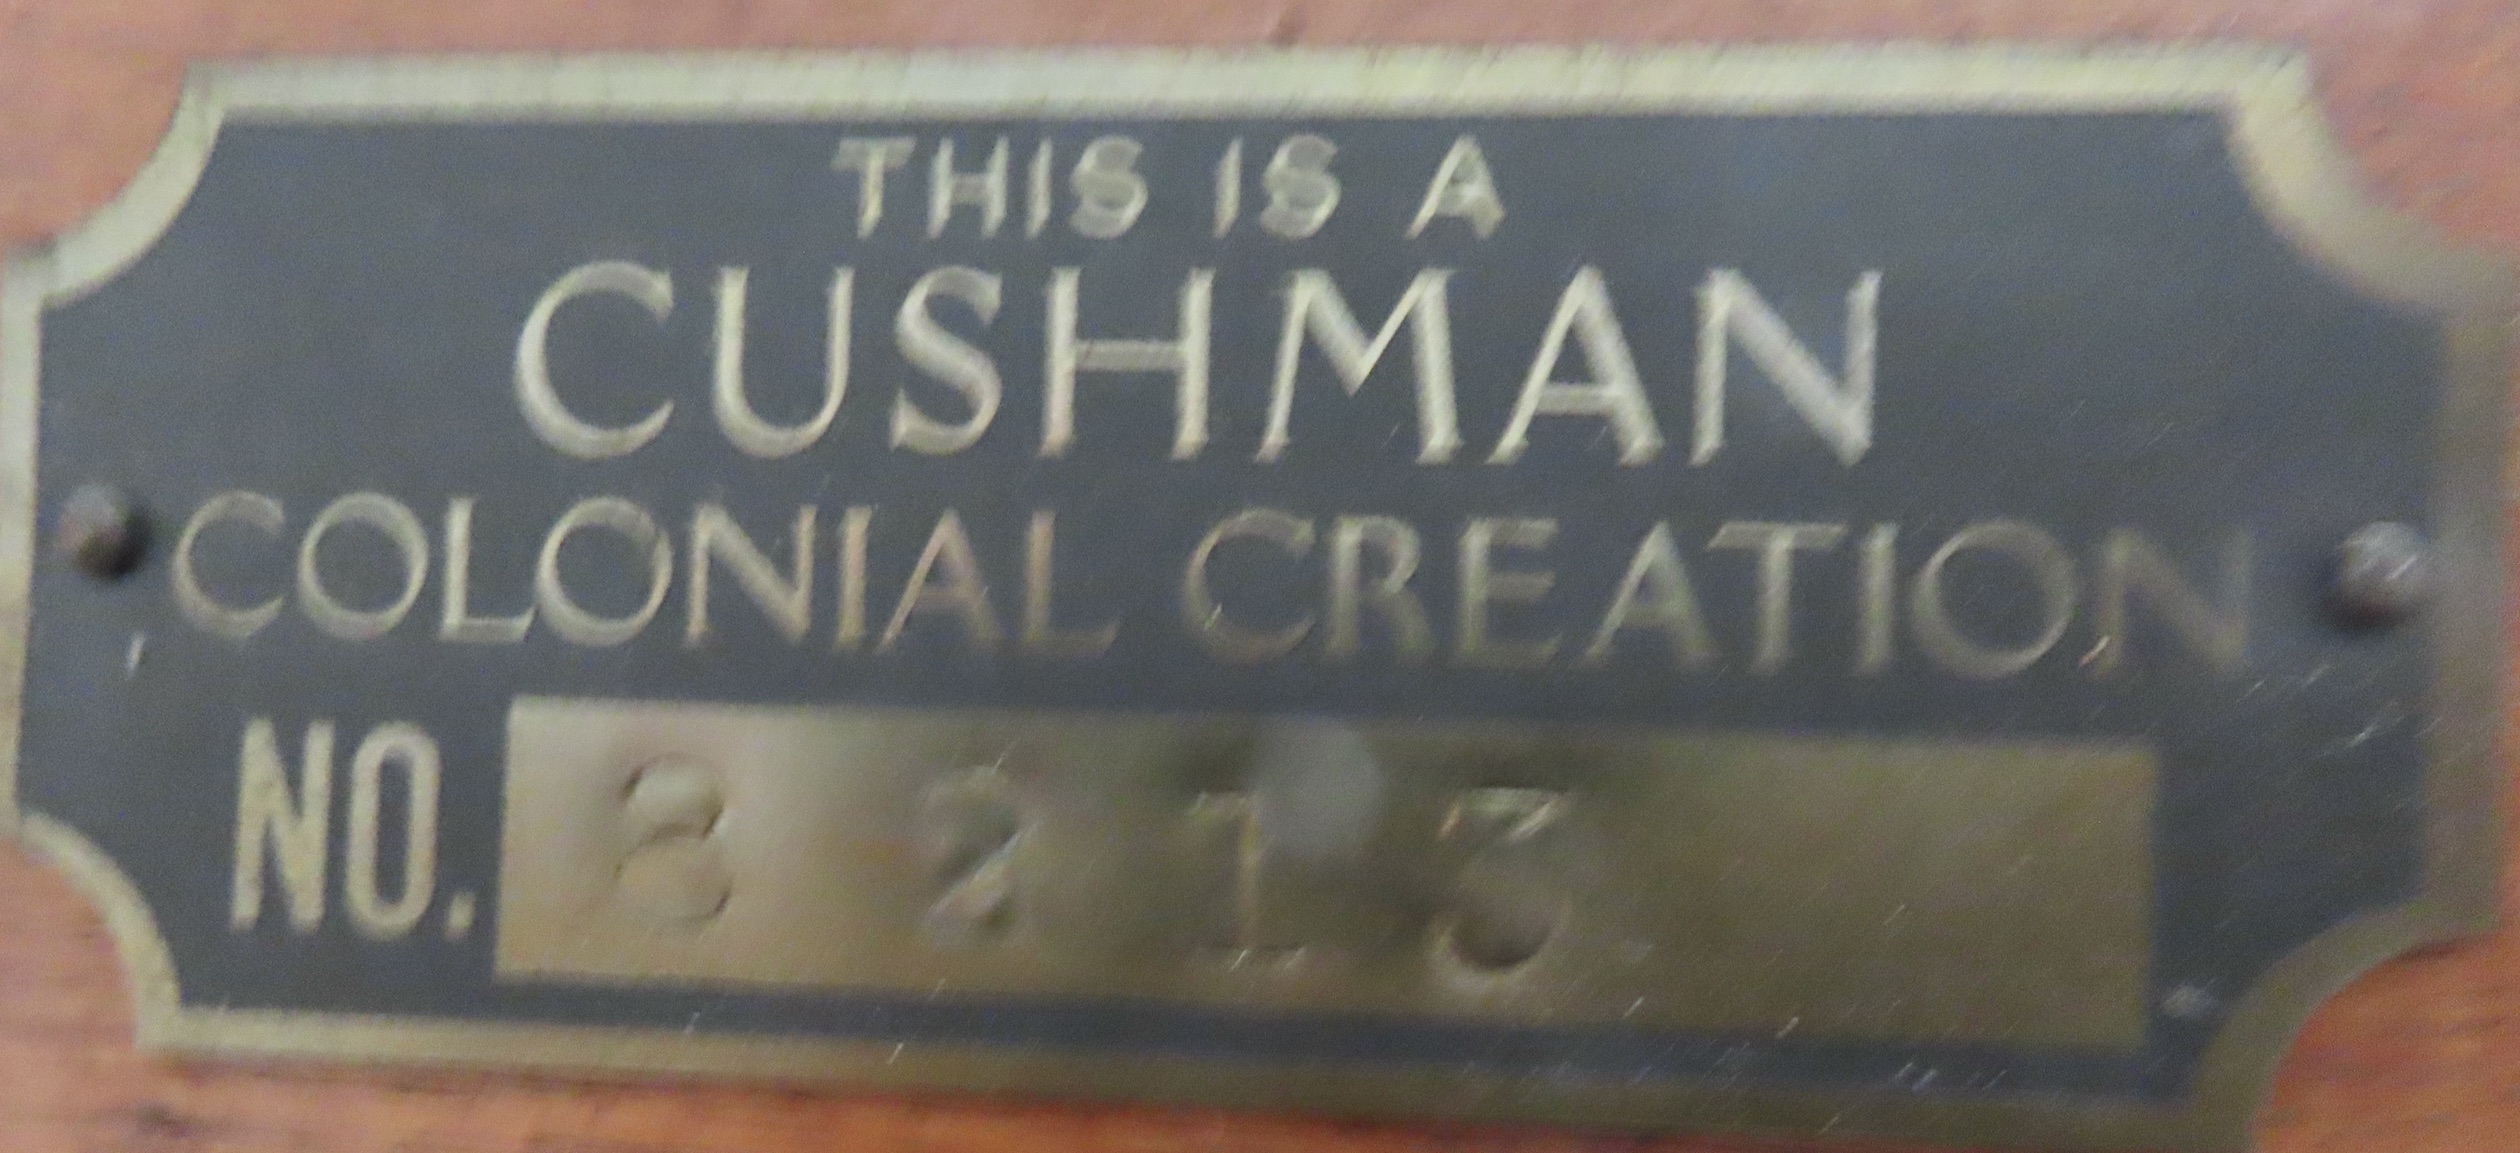 THIS IS A
CUSHMAN
COLONIAL CREATION
NO. 8213